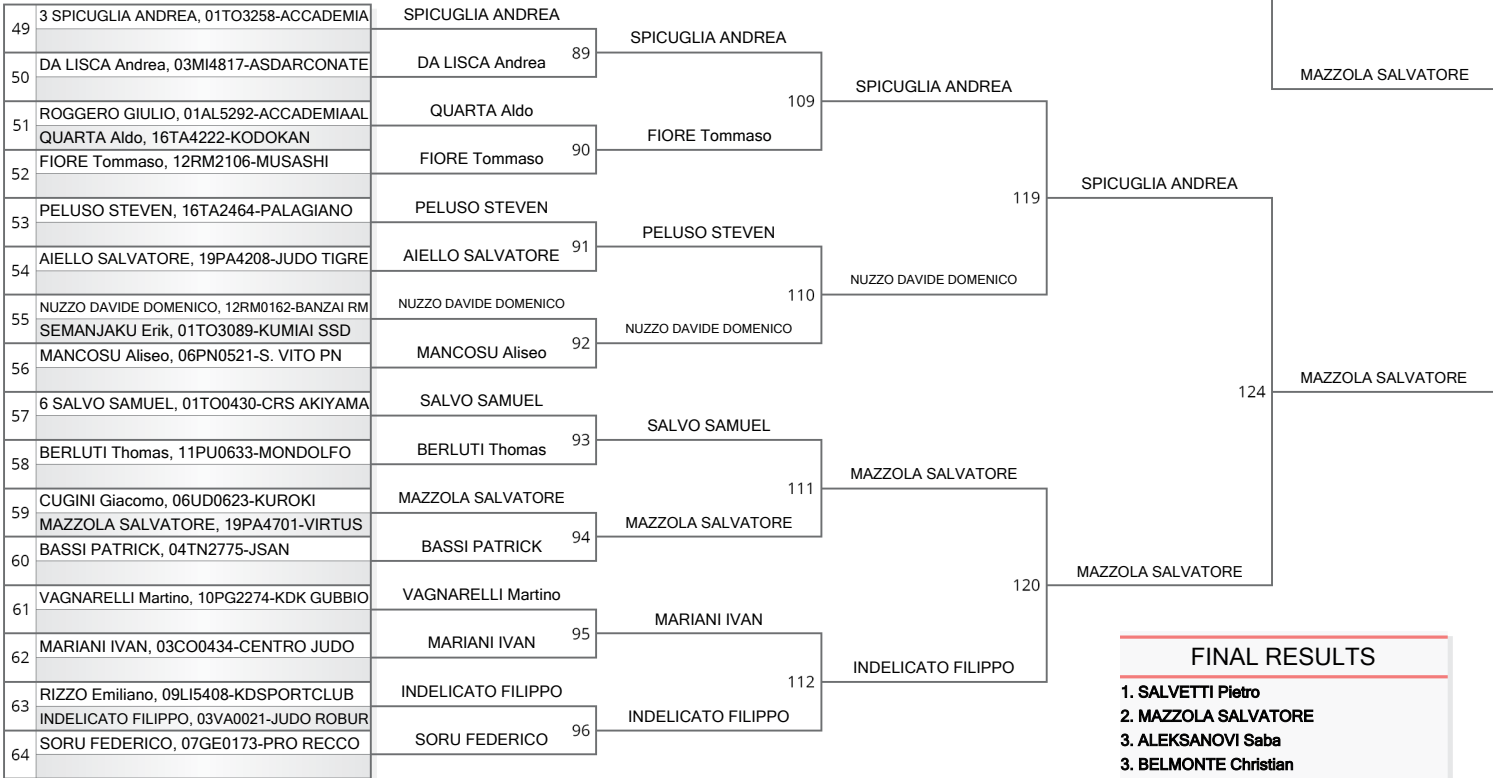 49
3 SPICUGLIA ANDREA, 01TO3258-ACCADEMIA
50
DA LISCA Andrea, 03MI4817-ASDARCONATE
51
ROGGERO GIULIO, 01AL5292-ACCADEMIAAL
QUARTA Aldo, 16TA4222-KODOKAN
52
FIORE Tommaso, 12RM2106-MUSASHI
53
PELUSO STEVEN, 16TA2464-PALAGIANO
54
AIELLO SALVATORE, 19PA4208-JUDO TIGRE
55
NUZZO DAVIDE DOMENICO, 12RM0162-BANZAI RM
SEMANJAKU Erik, 01TO3089-KUMIAI SSD
56
MANCOSU Aliseo, 06PN0521-S. VITO PN
57
6 SALVO SAMUEL, 01TO0430-CRS AKIYAMA
58
BERLUTI Thomas, 11PU0633-MONDOLFO
59
CUGINI Giacomo, 06UD0623-KUROKI
MAZZOLA SALVATORE, 19PA4701-VIRTUS
60
BASSI PATRICK, 04TN2775-JSAN
61
VAGNARELLI Martino, 10PG2274-KDK GUBBIO
62
MARIANI IVAN, 03CO0434-CENTRO JUDO
63
RIZZO Emiliano, 09LI5408-KDSPORTCLUB
INDELICATO FILIPPO, 03VA0021-JUDO ROBUR
64
SORU FEDERICO, 07GE0173-PRO RECCO
SPICUGLIA ANDREA
89
DA LISCA Andrea
QUARTA Aldo
90
FIORE Tommaso
PELUSO STEVEN
91
AIELLO SALVATORE
NUZZO DAVIDE DOMENICO
92
MANCOSU Aliseo
SALVO SAMUEL
93
BERLUTI Thomas
MAZZOLA SALVATORE
94
BASSI PATRICK
VAGNARELLI Martino
95
MARIANI IVAN
INDELICATO FILIPPO
96
SORU FEDERICO
SPICUGLIA ANDREA
109
FIORE Tommaso
PELUSO STEVEN
110
NUZZO DAVIDE DOMENICO
SALVO SAMUEL
111
MAZZOLA SALVATORE
MARIANI IVAN
112
INDELICATO FILIPPO
SPICUGLIA ANDREA
119
NUZZO DAVIDE DOMENICO
MAZZOLA SALVATORE
120
INDELICATO FILIPPO
SPICUGLIA ANDREA
124
MAZZOLA SALVATORE
MAZZOLA SALVATORE
MAZZOLA SALVATORE
FINAL RESULTS
1. SALVETTI Pietro
2. MAZZOLA SALVATORE
3. ALEKSANOVI Saba
3. BELMONTE Christian